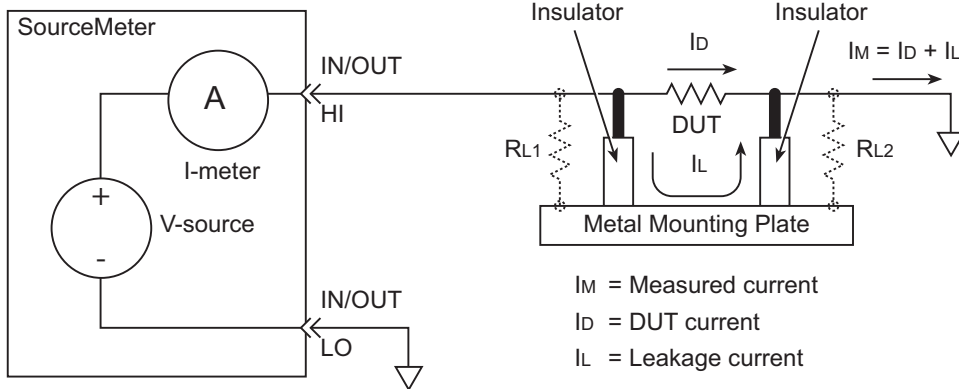 SourceMeter
A
I-meter
+
V-source
-
IN/OUT
HI
IN/OUT
LO
Insulator
Insulator
ID
IM = ID + IL
DUT
RL1
IL
RL2
Metal Mounting Plate
IM = Measured current
ID = DUT current
IL = Leakage current